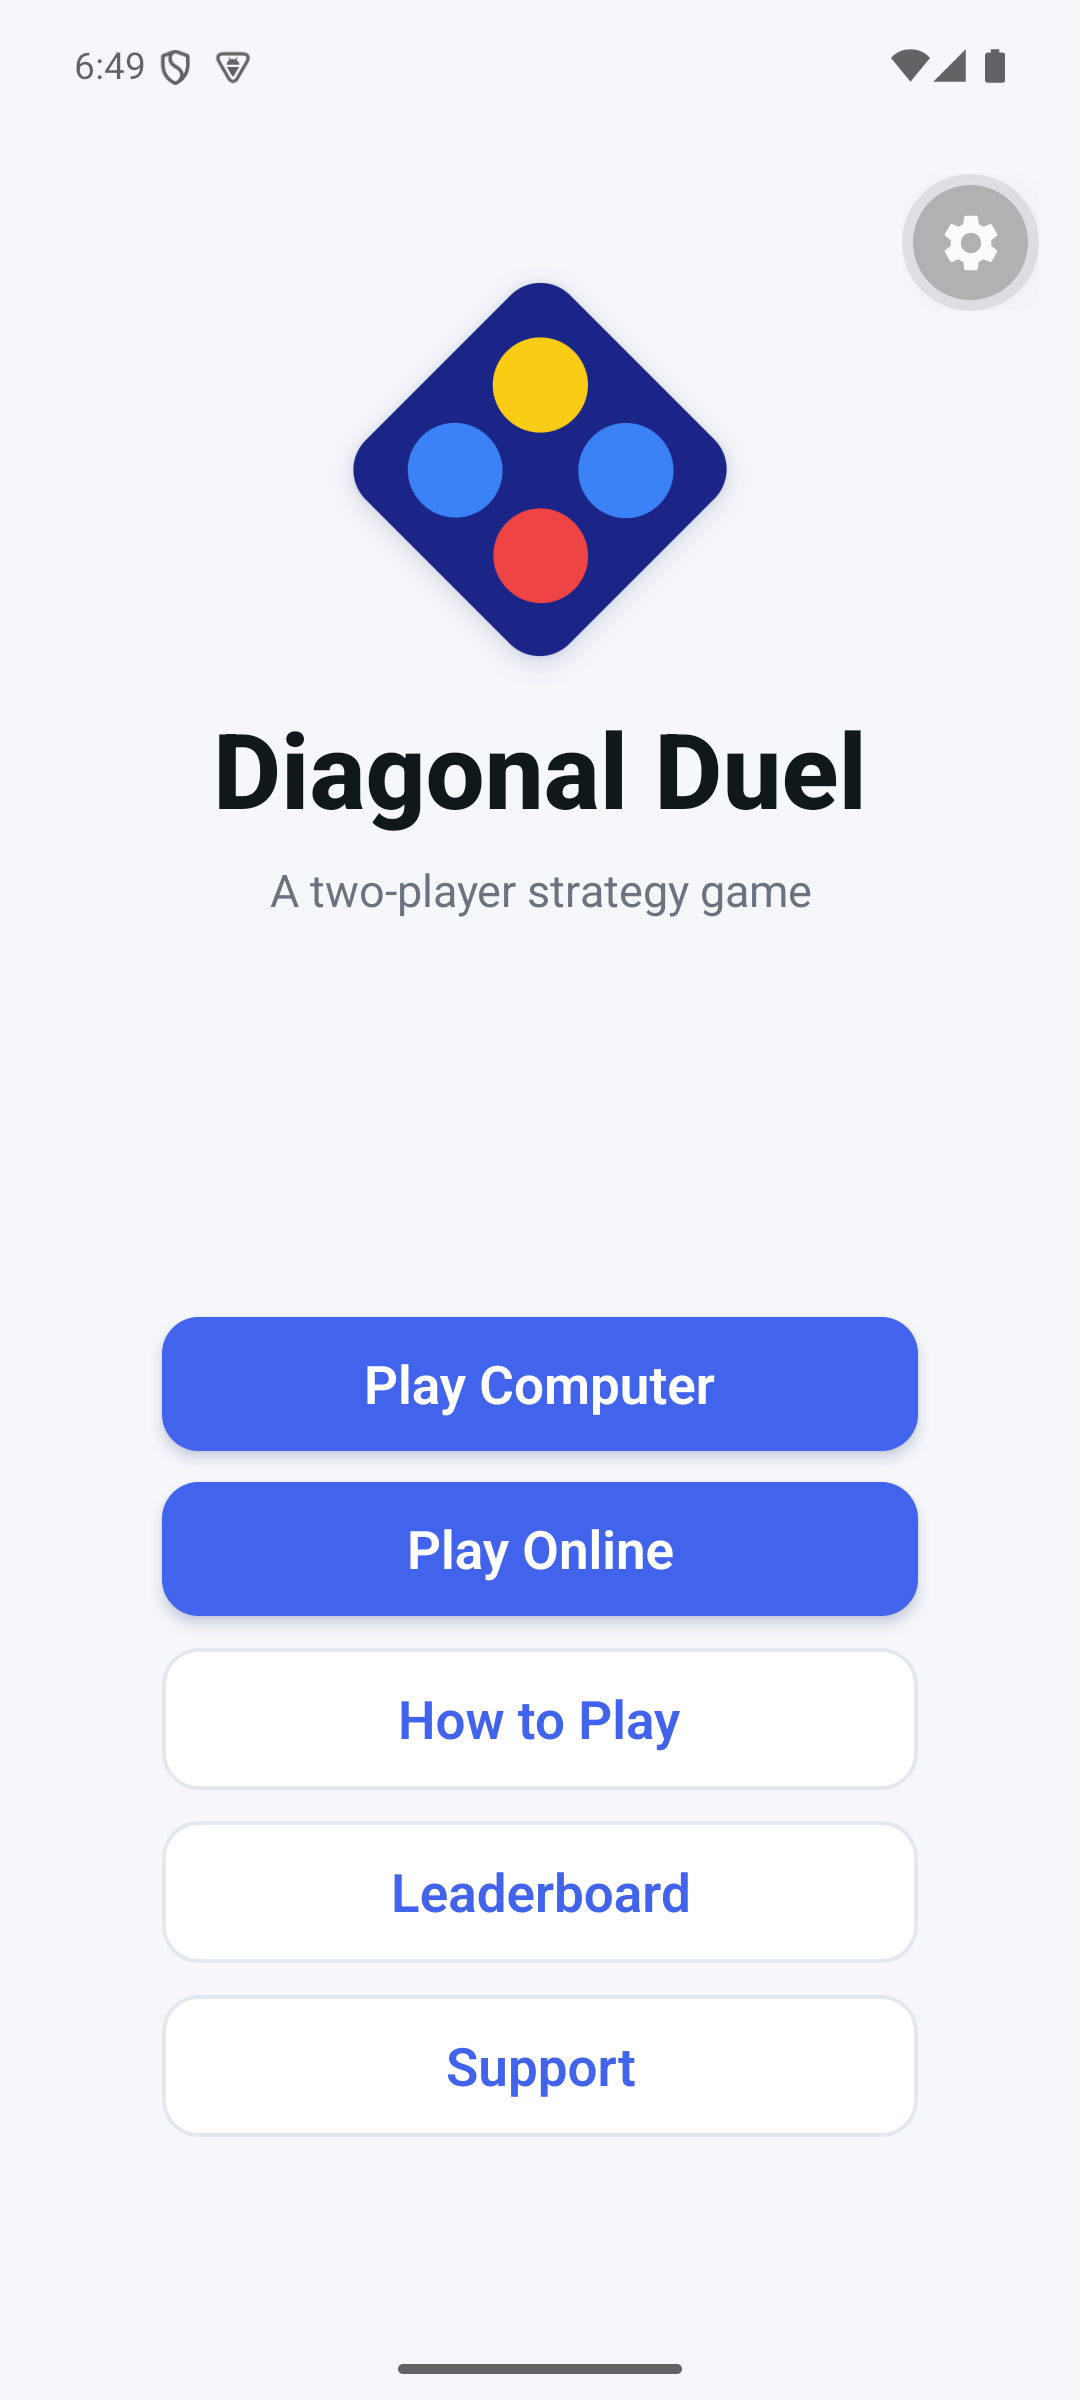 6:49
Diagonal Duel
A two-player strategy game
Play Computer
Play Online
How to Play
Leaderboard
Support